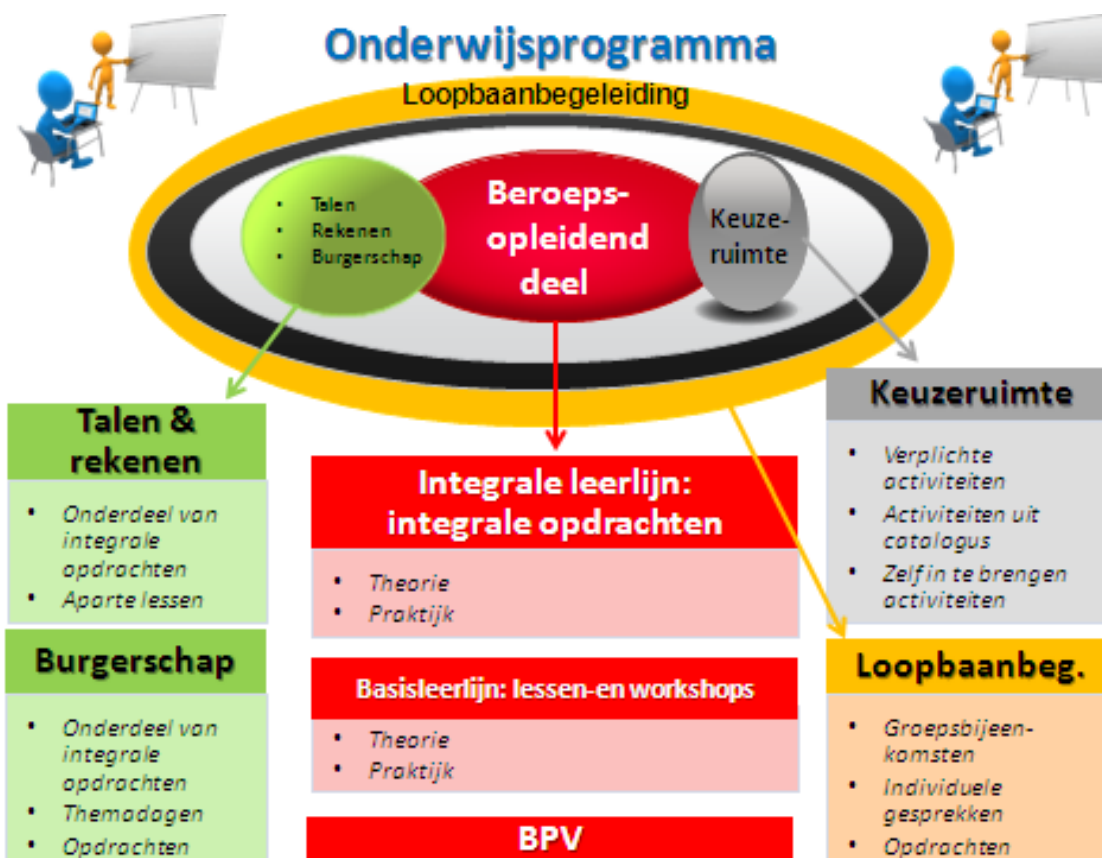 Onderwijsprogramma
Loopbaanbegeleiding
• Talen
• Rekenen
• Burgerschap
Beroeps-
opleidend
deel
Keuze-
ruimte
Talen &
rekenen
• Onderdeel van
integrale
opdrachten
• Aparte lessen
Burgerschap
• Onderdeel van
integrale
opdrachten
• Themadagen
• Opdrachten
Integrale leerlijn:
integrale opdrachten
• Theorie
• Praktijk
Basisleerlijn: lessen-en workshops
• Theorie
• Praktijk
BPV
Keuzeruimte
• Verplichte
activiteiten
• Activiteiten uit
catalogus
• Zelf in te brengen
activiteiten
Loopbaanbeg.
• Groepsbijeen-
komsten
• Individuele
gesprekken
• Opdrachten